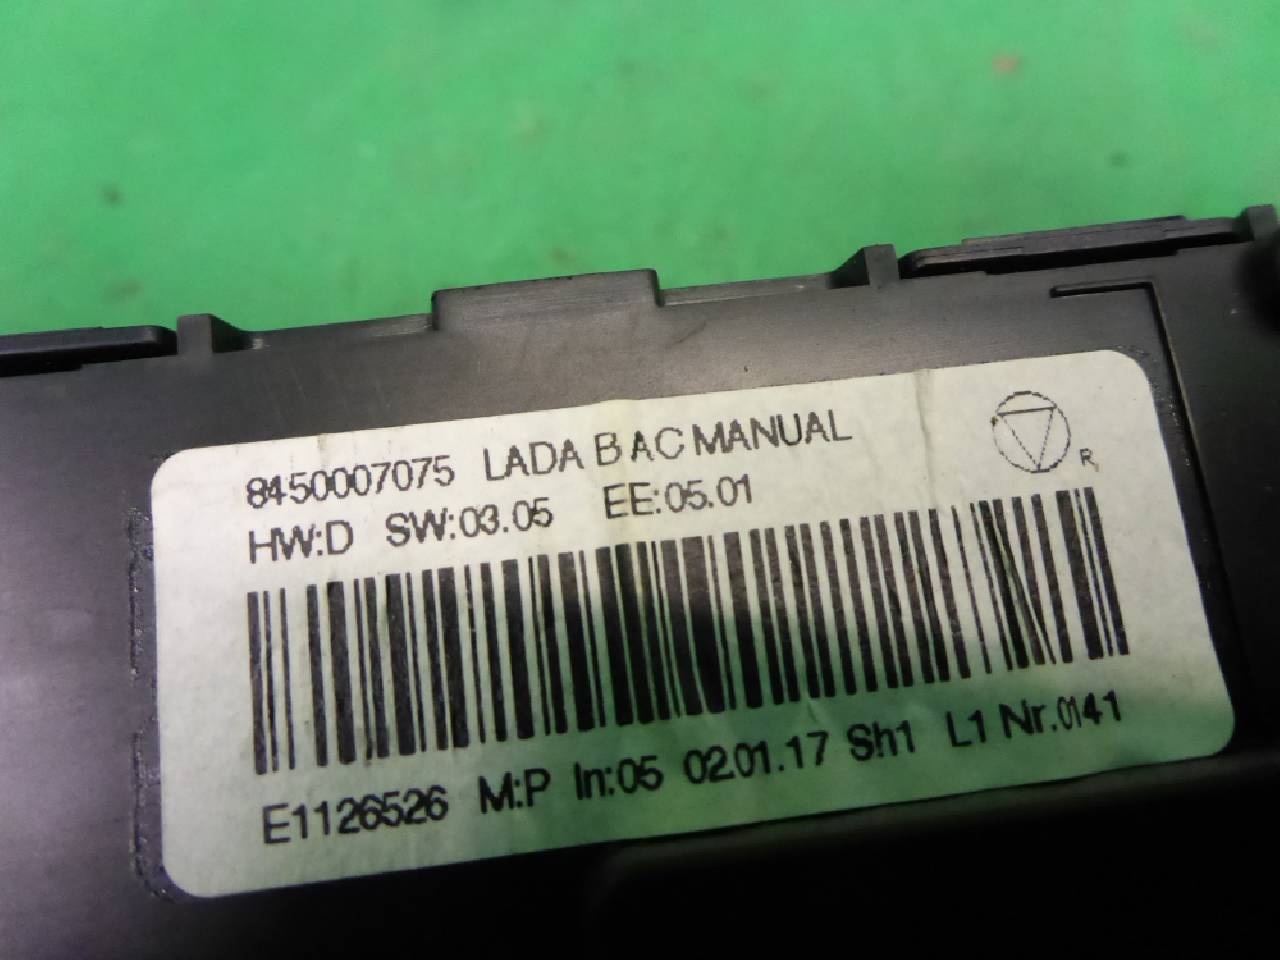 8450007075 LADA B AC MANUAL
HW:D SW:03.05 EE:05.01
R
E1126526 M:P In:05 02.01.17 Sh1 L1 Nr.0141